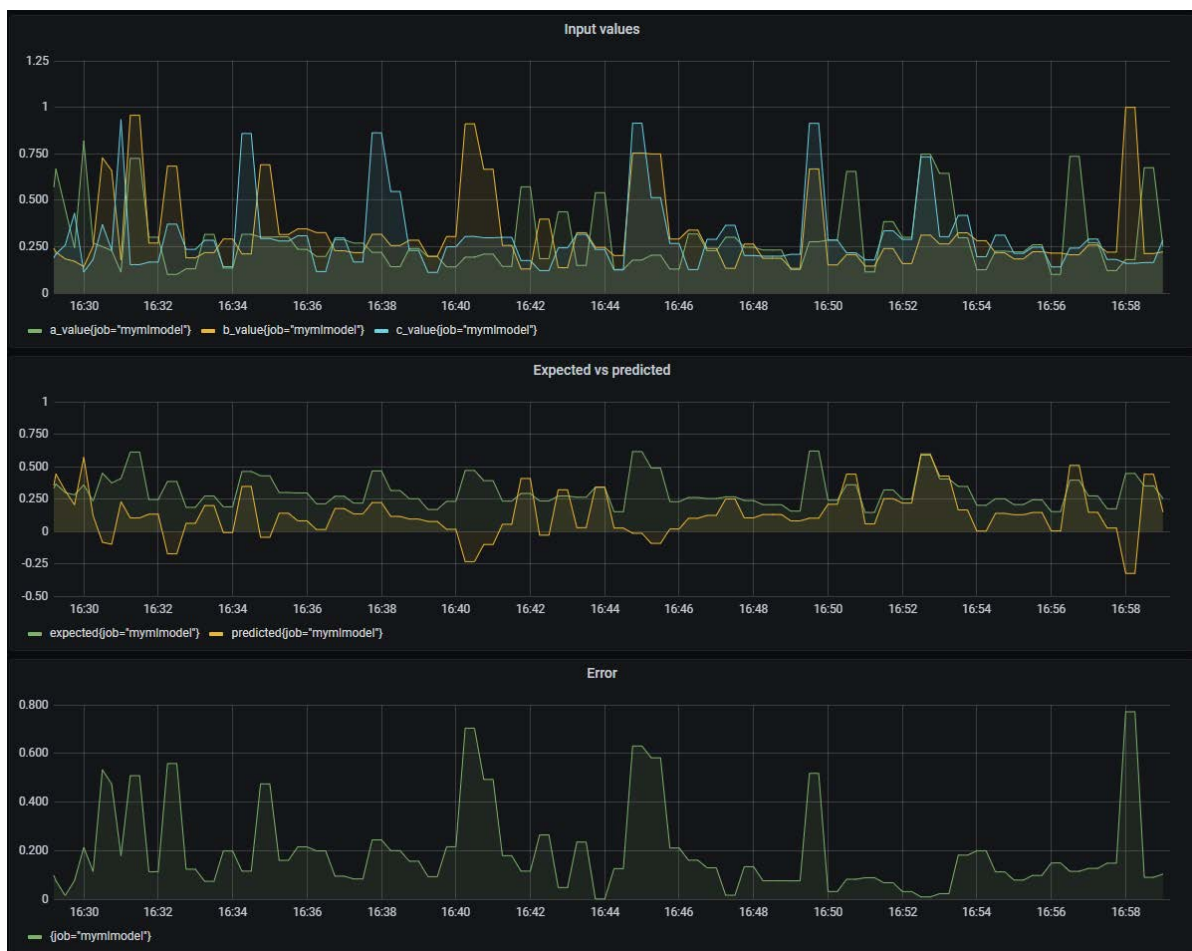 Input values
1.25
1
0.750
0.500
0.250
0
16:30 16:32 16:34 16:36 16:38 16:40 16:42 16:44 16:46 16:48 16:50 16:52 16:54 16:56 16:58
a_value{job="mymlmodel"} b_value{job="mymlmodel"} c_value{job="mymlmodel"}
Expected vs predicted
1
0.750
0.500
0.250
0
-0.25
-0.50
16:30 16:32 16:34 16:36 16:38 16:40 16:42 16:44 16:46 16:48 16:50 16:52 16:54 16:56 16:58
expected{job="mymlmodel"} predicted{job="mymlmodel"}
Error
0.800
0.600
0.400
0.200
0
16:30 16:32 16:34 16:36 16:38 16:40 16:42 16:44 16:46 16:48 16:50 16:52 16:54 16:56 16:58
{job="mymlmodel"}